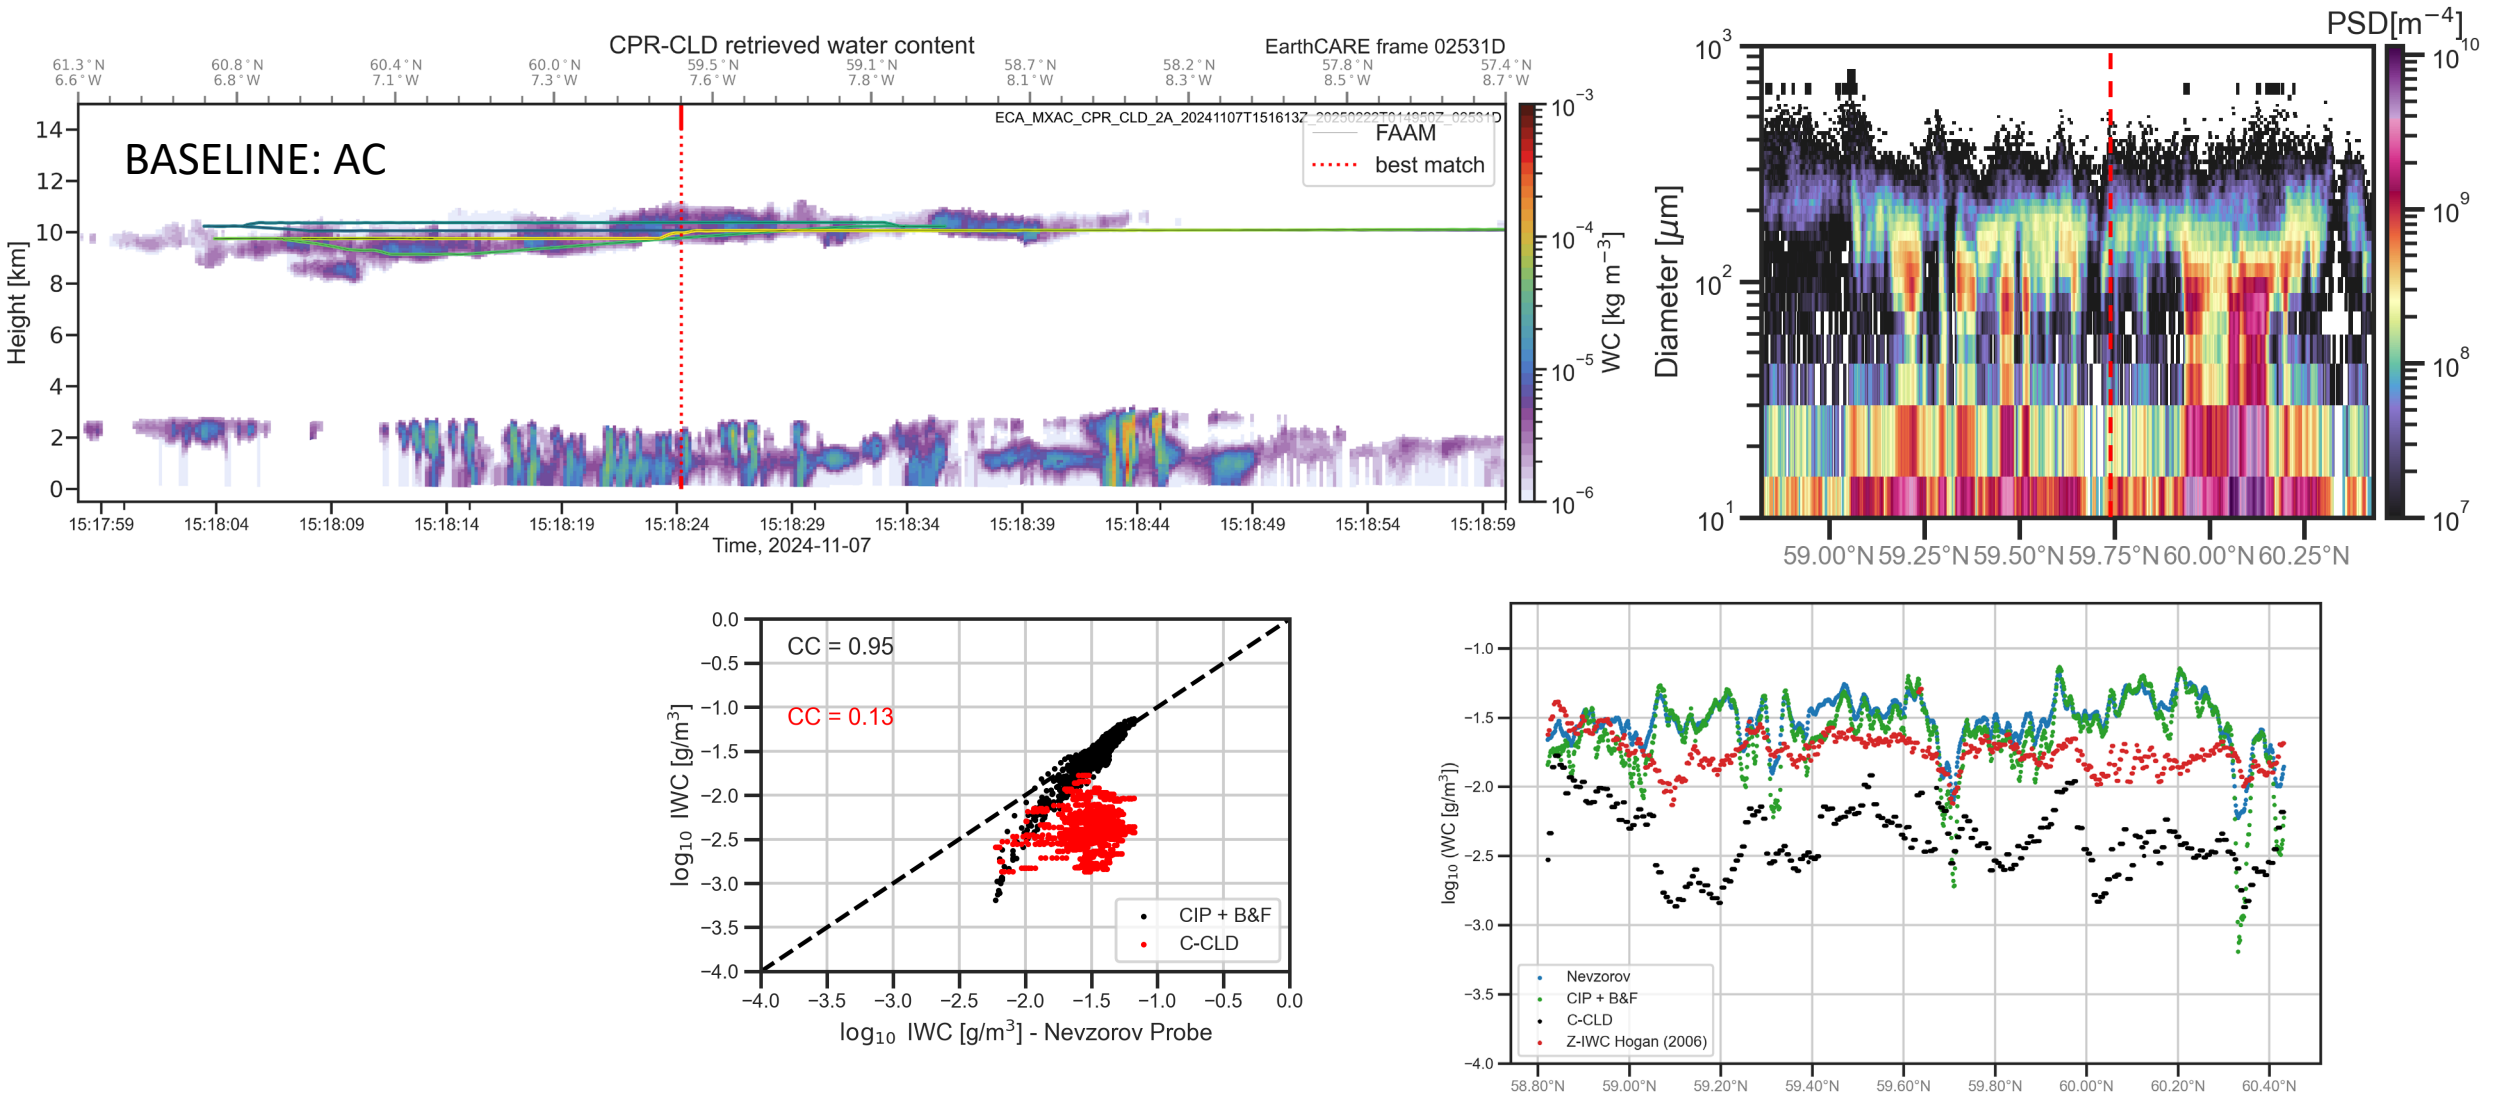 CPR-CLD retrieved water content
EarthCARE frame 02531D
61.3°N 60.8°N 60.4°N 60.0°N 59.5°N 59.1°N 58.7°N 58.2°N 57.8°N 57.4°N
6.6°W 6.8°W 7.1°W 7.3°W 7.6°W 7.8°W 8.1°W 8.3°W 8.5°W 8.7°W
ECA_MXAC_CPR_CLD_2A_20241107T151613Z_20250222T014950Z_02531D
BASELINE: AC
FAAM
best match
Height [km]
14
12
10
8
6
4
2
0
15:17:59 15:18:04 15:18:09 15:18:14 15:18:19 15:18:24 15:18:29 15:18:34 15:18:39 15:18:44 15:18:49 15:18:54 15:18:59
Time, 2024-11-07
10⁻³
10⁻⁴
10⁻⁵
10⁻⁶
WC [kg m⁻³]
PSD[m⁻⁴]
Diameter [μm]
10³
10²
10¹
59.00°N 59.25°N 59.50°N 59.75°N 60.00°N 60.25°N
10¹⁰
10⁹
10⁸
10⁷
CC = 0.95
CC = 0.13
log₁₀ IWC [g/m³]
0.0
−0.5
−1.0
−1.5
−2.0
−2.5
−3.0
−3.5
−4.0
CIP + B&F
C-CLD
−4.0 −3.5 −3.0 −2.5 −2.0 −1.5 −1.0 −0.5 0.0
log₁₀ IWC [g/m³] - Nevzorov Probe
log₁₀ (WC [g/m³])
−1.0
−1.5
−2.0
−2.5
−3.0
−3.5
−4.0
Nevzorov
CIP + B&F
C-CLD
Z-IWC Hogan (2006)
58.80°N 59.00°N 59.20°N 59.40°N 59.60°N 59.80°N 60.00°N 60.20°N 60.40°N